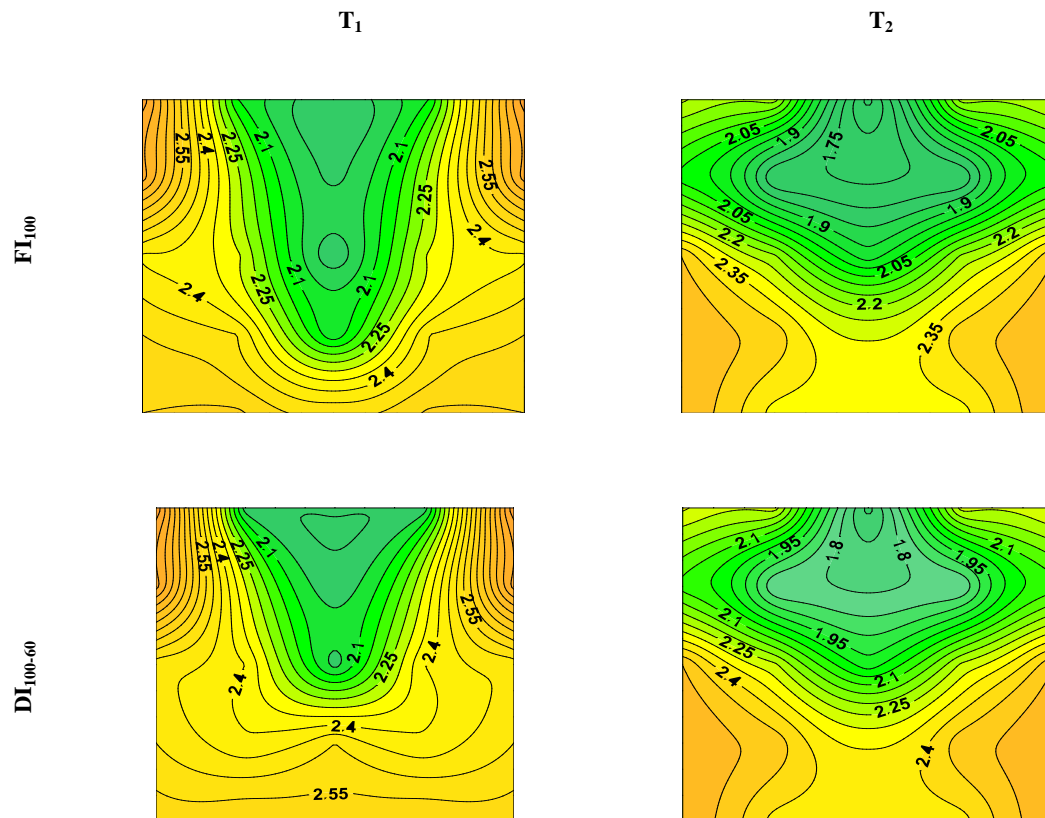 T₁ T₂
FI₁₀₀
2.55 2.4 2.25 2.1 2.1 2.25 2.55 2.4
2.4 2.25 2.1 2.1 2.25 2.4
2.05 1.9 1.75 2.05
2.05 1.9 1.9 2.2
2.2 2.35 2.05 2.2 2.35
DI₁₀₀₋₆₀
2.55 2.4 2.25 2.1 2.55
2.4 2.1 2.25 2.4
2.4
2.55
2.1 1.95 1.8 1.8 1.95 2.1
2.1 1.95
2.25 2.4 2.1 2.25 2.4